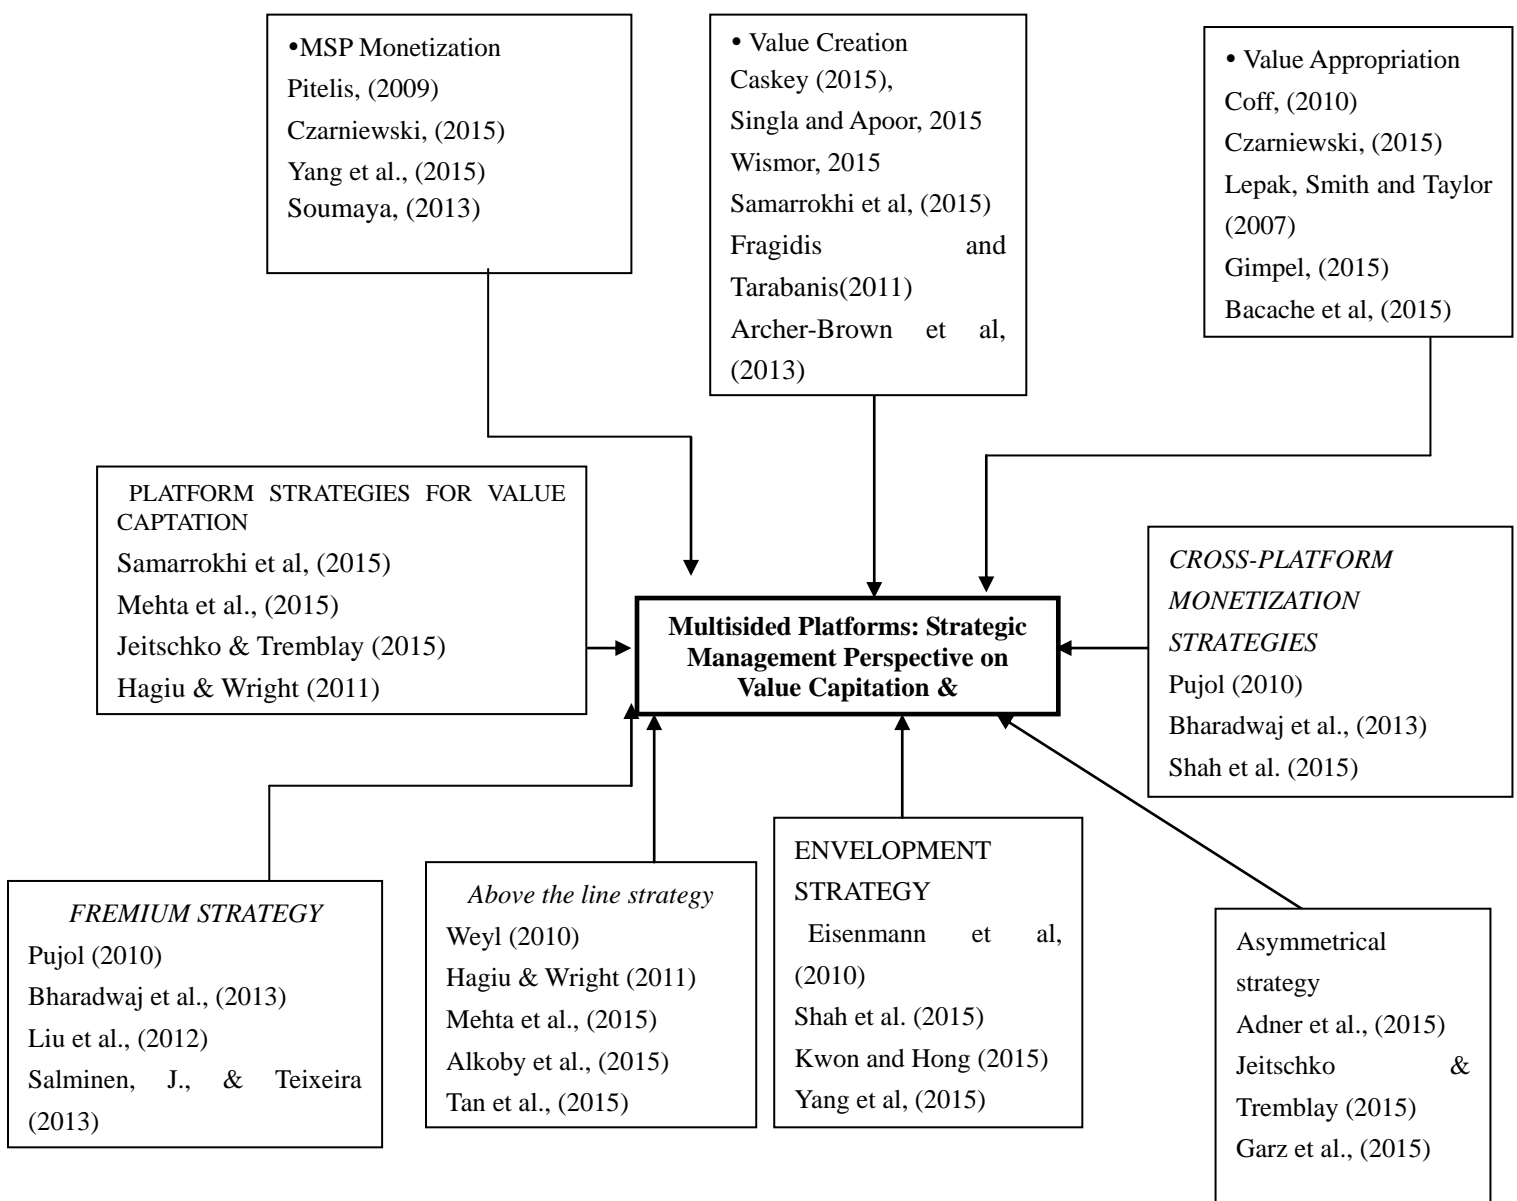 •MSP Monetization
Pitelis, (2009)
Czarniewski, (2015)
Yang et al., (2015)
Soumaya, (2013)
• Value Creation
Caskey (2015),
Singla and Apoor, 2015
Wismor, 2015
Samarrokhi et al, (2015)
Fragidis and
Tarabanis(2011)
Archer-Brown et al,
(2013)
• Value Appropriation
Coff, (2010)
Czarniewski, (2015)
Lepak, Smith and Taylor
(2007)
Gimpel, (2015)
Bacache et al, (2015)
PLATFORM STRATEGIES FOR VALUE
CAPTATION
Samarrokhi et al, (2015)
Mehta et al., (2015)
Jeitschko & Tremblay (2015)
Hagiu & Wright (2011)
Multisided Platforms: Strategic
Management Perspective on
Value Capitation &
CROSS-PLATFORM
MONETIZATION
STRATEGIES
Pujol (2010)
Bharadwaj et al., (2013)
Shah et al. (2015)
FREMIUM STRATEGY
Pujol (2010)
Bharadwaj et al., (2013)
Liu et al., (2012)
Salminen, J., & Teixeira
(2013)
Above the line strategy
Weyl (2010)
Hagiu & Wright (2011)
Mehta et al., (2015)
Alkoby et al., (2015)
Tan et al., (2015)
ENVELOPMENT
STRATEGY
Eisenmann et al,
(2010)
Shah et al. (2015)
Kwon and Hong (2015)
Yang et al, (2015)
Asymmetrical
strategy
Adner et al., (2015)
Jeitschko &
Tremblay (2015)
Garz et al., (2015)